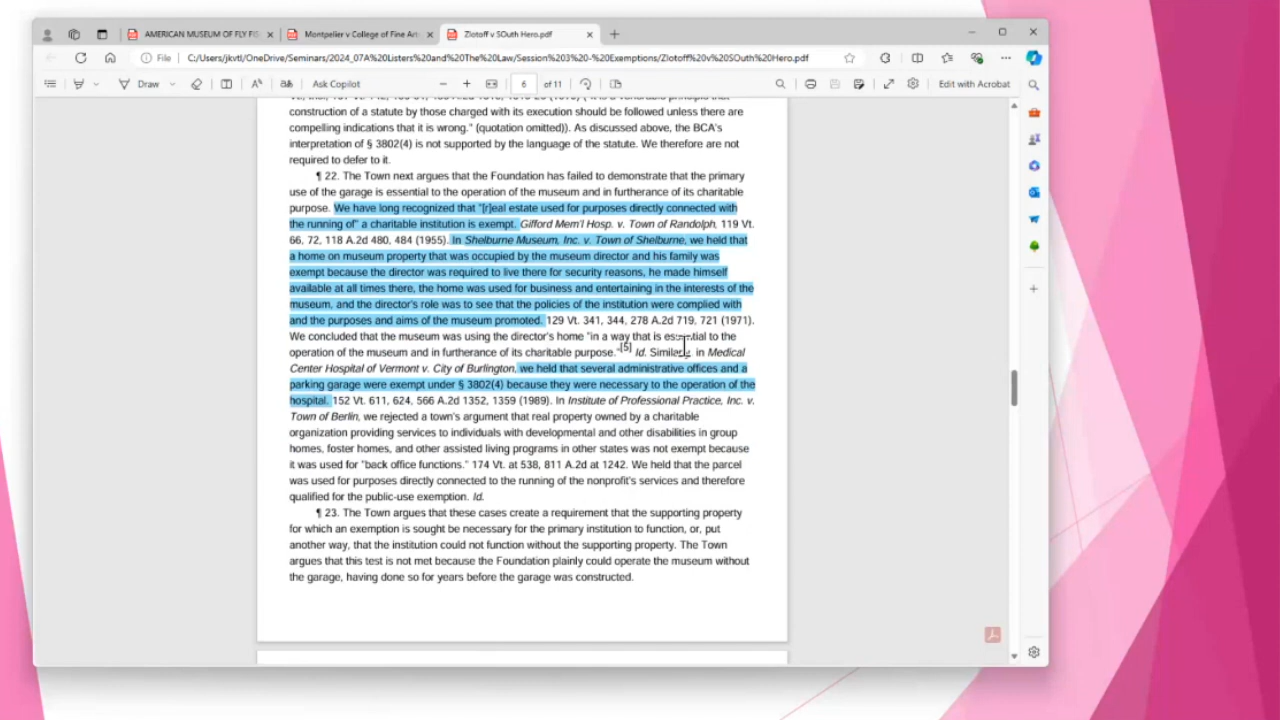 AMERICAN MUSEUM OF FLY FIS
Montpelier v College of Fine Art
Zlotoff v SOuth Hero.pdf
File
C:/Users/jkvtl/OneDrive/Seminars/2024_07A%20Listers%20and%20The%20Law/Session%203%20-%20Exemptions/Zlotoff%20v%20SOuth%20Hero.pdf
Draw
Ask Copilot
6 of 11
Edit with Acrobat
construction of a statute by those charged with its execution should be followed unless there are
compelling indications that it is wrong." (quotation omitted)). As discussed above, the BCA's
interpretation of § 3802(4) is not supported by the language of the statute. We therefore are not
required to defer to it.
¶ 22. The Town next argues that the Foundation has failed to demonstrate that the primary
use of the garage is essential to the operation of the museum and in furtherance of its charitable
purpose. We have long recognized that "[r]eal estate used for purposes directly connected with
the running of" a charitable institution is exempt. Gifford Mem'l Hosp. v. Town of Randolph, 119 Vt.
66, 72, 118 A.2d 480, 484 (1955). In Shelburne Museum, Inc. v. Town of Shelburne, we held that
a home on museum property that was occupied by the museum director and his family was
exempt because the director was required to live there for security reasons, he made himself
available at all times there, the home was used for business and entertaining in the interests of the
museum, and the director's role was to see that the policies of the institution were complied with
and the purposes and aims of the museum promoted. 129 Vt. 341, 344, 278 A.2d 719, 721 (1971).
We concluded that the museum was using the director's home "in a way that is essential to the
operation of the museum and in furtherance of its charitable purpose."[5] Id. Similarly, in Medical
Center Hospital of Vermont v. City of Burlington, we held that several administrative offices and a
parking garage were exempt under § 3802(4) because they were necessary to the operation of the
hospital. 152 Vt. 611, 624, 566 A.2d 1352, 1359 (1989). In Institute of Professional Practice, Inc. v.
Town of Berlin, we rejected a town's argument that real property owned by a charitable
organization providing services to individuals with developmental and other disabilities in group
homes, foster homes, and other assisted living programs in other states was not exempt because
it was used for "back office functions." 174 Vt. at 538, 811 A.2d at 1242. We held that the parcel
was used for purposes directly connected to the running of the nonprofit's services and therefore
qualified for the public-use exemption. Id.
¶ 23. The Town argues that these cases create a requirement that the supporting property
for which an exemption is sought be necessary for the primary institution to function, or, put
another way, that the institution could not function without the supporting property. The Town
argues that this test is not met because the Foundation plainly could operate the museum without
the garage, having done so for years before the garage was constructed.